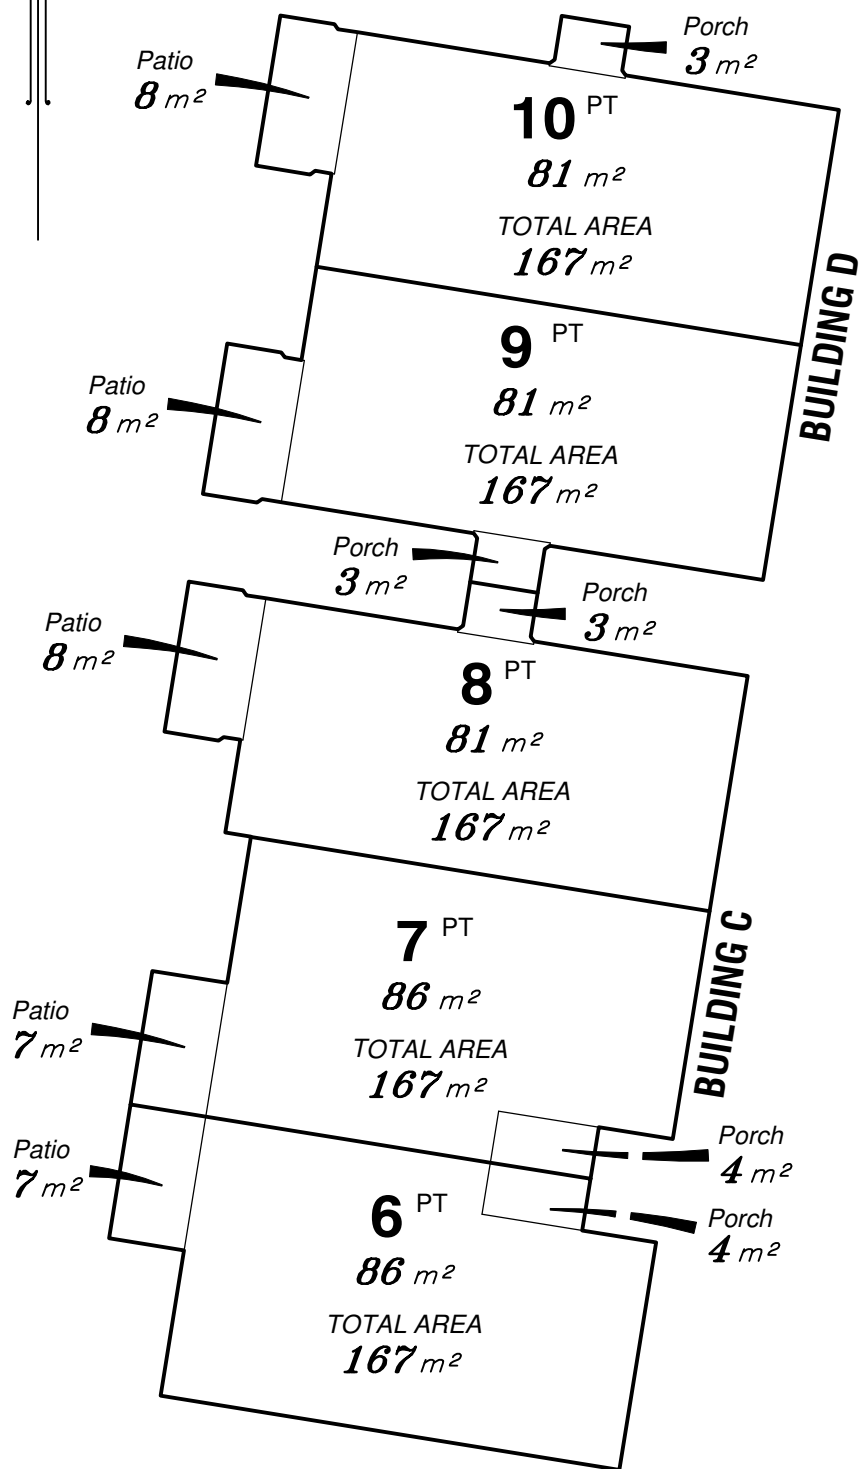 Porch
3 m²
Patio
8 m²
10 PT
81 m²
TOTAL AREA
167 m²
BUILDING D
9 PT
81 m²
TOTAL AREA
167 m²
Patio
8 m²
Porch
3 m²
Porch
3 m²
Patio
8 m²
8 PT
81 m²
TOTAL AREA
167 m²
7 PT
86 m²
TOTAL AREA
167 m²
BUILDING C
Patio
7 m²
Patio
7 m²
Porch
4 m²
Porch
4 m²
6 PT
86 m²
TOTAL AREA
167 m²